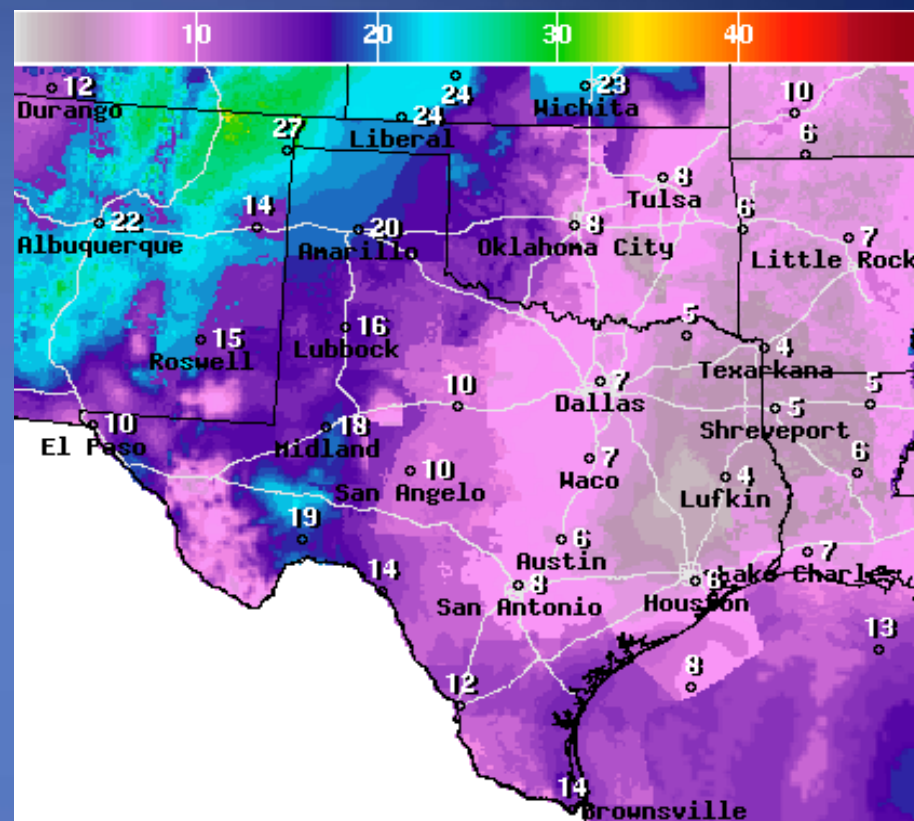 10 20 30 40
12
Durango
24
23
Wichita
10
24
Liberal
27
6
8
Tulsa
22
Albuquerque
14
20
Amarillo
8
Oklahoma City
6
7
Little Rock
15
Roswell
16
Lubbock
5
4
Texarkana
10
7
Dallas
5
Shreveport
5
10
El Paso
18
Midland
10
San Angelo
7
Waco
4
Lufkin
6
19
6
Austin
7
Lake Charles
14
8
San Antonio
6
Houston
13
8
12
14
Brownsville